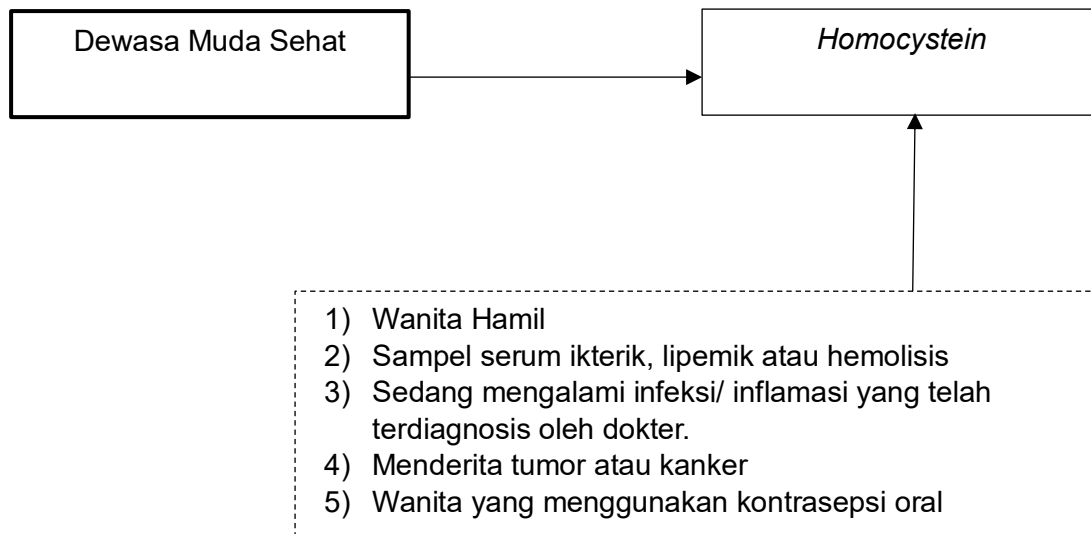 Dewasa Muda Sehat
Homocystein
1) Wanita Hamil
2) Sampel serum ikterik, lipemik atau hemolisis
3) Sedang mengalami infeksi/ inflamasi yang telah
terdiagnosis oleh dokter.
4) Menderita tumor atau kanker
5) Wanita yang menggunakan kontrasepsi oral